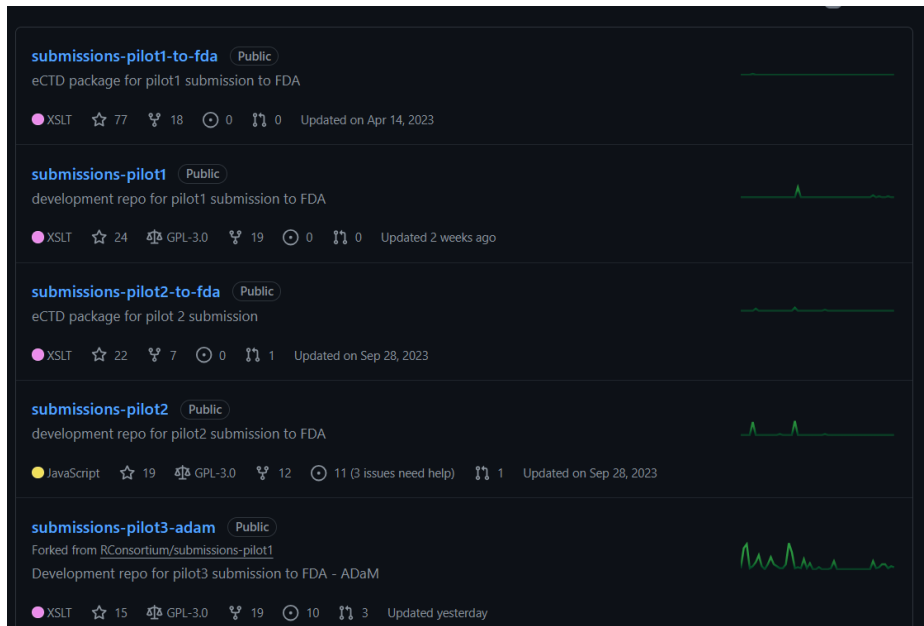 submissions-pilot1-to-fda Public
eCTD package for pilot1 submission to FDA
XSLT 77 18 0 0 Updated on Apr 14, 2023
submissions-pilot1 Public
development repo for pilot1 submission to FDA
XSLT 24 GPL-3.0 19 0 0 Updated 2 weeks ago
submissions-pilot2-to-fda Public
eCTD package for pilot 2 submission
XSLT 22 7 0 1 Updated on Sep 28, 2023
submissions-pilot2 Public
development repo for pilot2 submission to FDA
JavaScript 19 GPL-3.0 12 11 (3 issues need help) 1 Updated on Sep 28, 2023
submissions-pilot3-adam Public
Forked from RConsortium/submissions-pilot1
Development repo for pilot3 submission to FDA - ADaM
XSLT 15 GPL-3.0 19 10 3 Updated yesterday